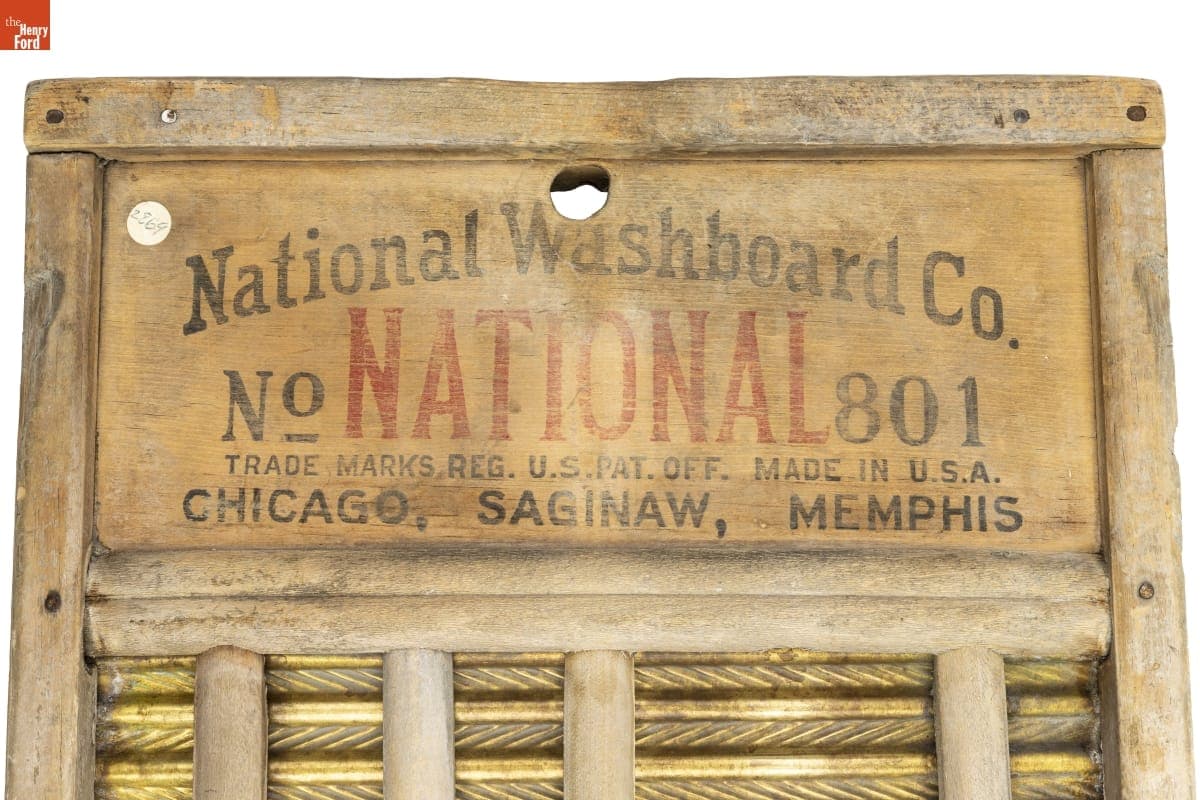 the
Henry
Ford
2269
National Washboard Co.
No NATIONAL 801
TRADE MARKS REG. U.S. PAT. OFF. MADE IN U.S.A.
CHICAGO, SAGINAW, MEMPHIS